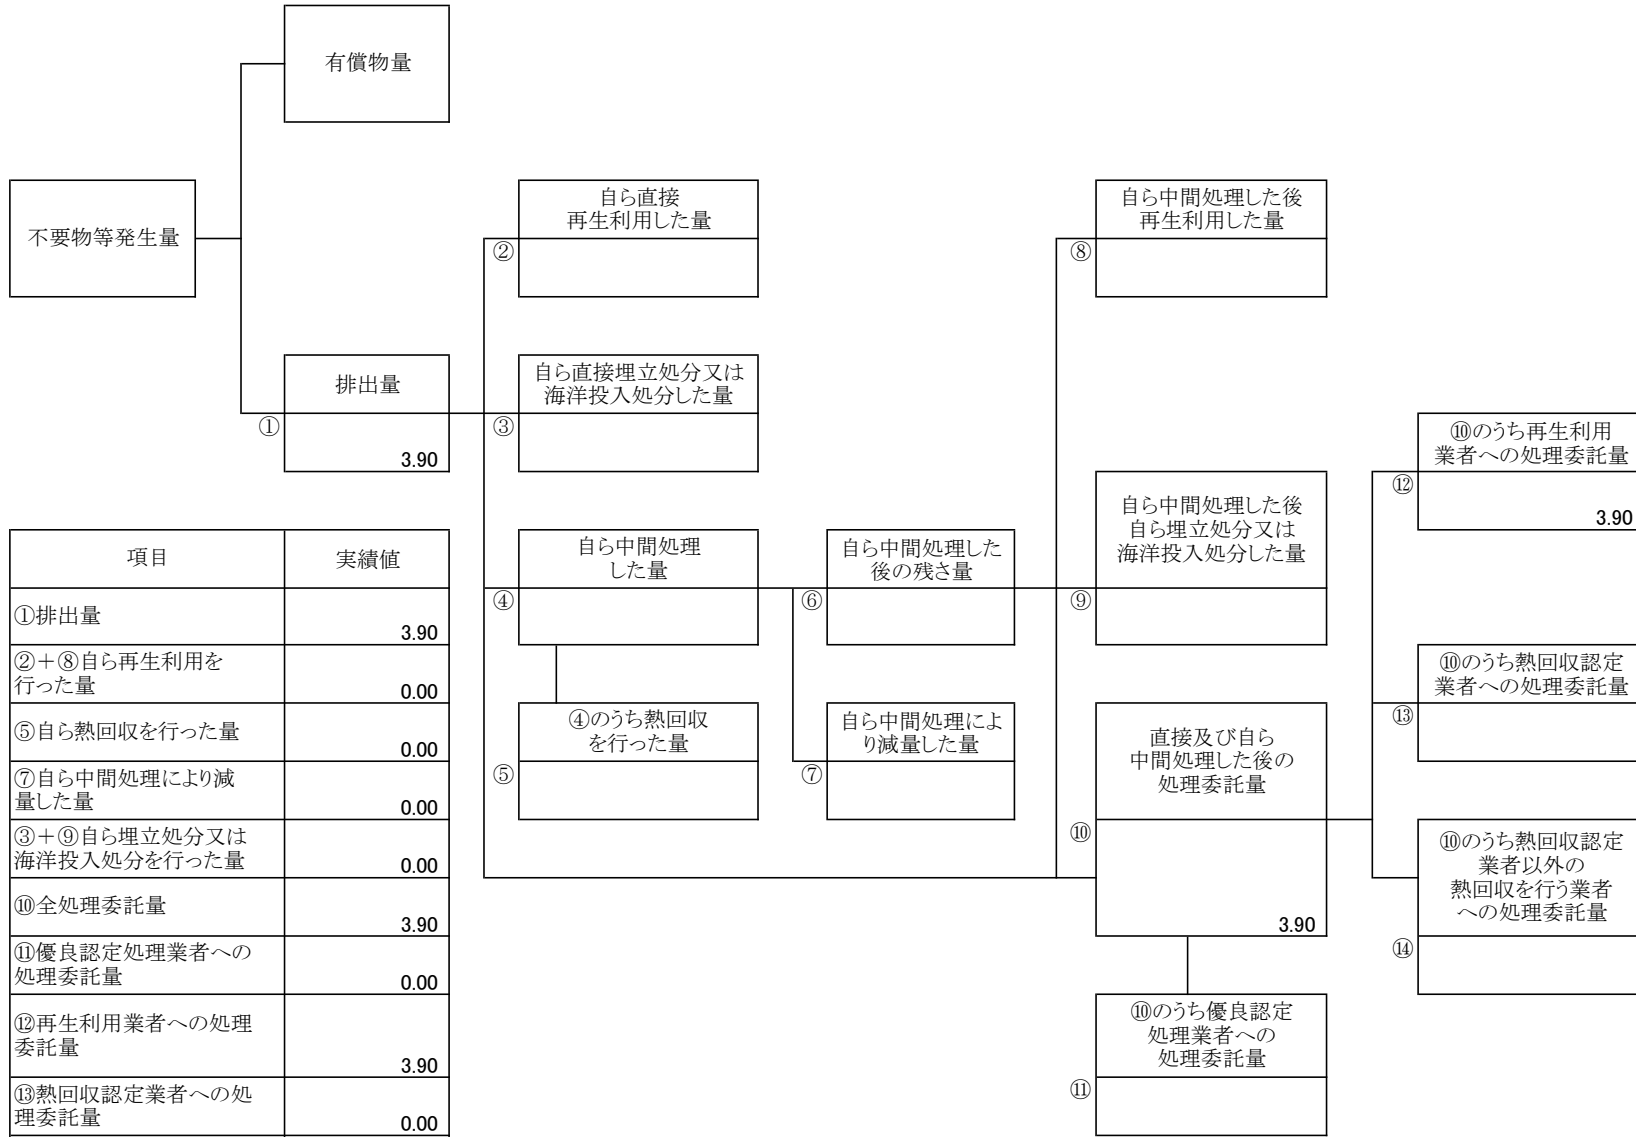 有償物量
不要物等発生量
自ら直接
再生利用した量
②
自ら中間処理した後
再生利用した量
⑧
排出量
①
3.90
自ら直接埋立処分又は
海洋投入処分した量
③
⑩のうち再生利用
業者への処理委託量
⑫
3.90
自ら中間処理
した量
④
自ら中間処理した
後の残さ量
⑥
自ら中間処理した後
自ら埋立処分又は
海洋投入処分した量
⑨
⑩のうち熱回収認定
業者への処理委託量
⑬
④のうち熱回収
を行った量
⑤
自ら中間処理によ
り減量した量
⑦
直接及び自ら
中間処理した後の
処理委託量
⑩
3.90
⑩のうち熱回収認定
業者以外の
熱回収を行う業者
への処理委託量
⑭
⑩のうち優良認定
処理業者への
処理委託量
⑪
項目 実績値
①排出量
3.90
②+⑧自ら再生利用を
行った量
0.00
⑤自ら熱回収を行った量
0.00
⑦自ら中間処理により減
量した量
0.00
③+⑨自ら埋立処分又は
海洋投入処分を行った量
0.00
⑩全処理委託量
3.90
⑪優良認定処理業者への
処理委託量
0.00
⑫再生利用業者への処理
委託量
3.90
⑬熱回収認定業者への処
理委託量
0.00